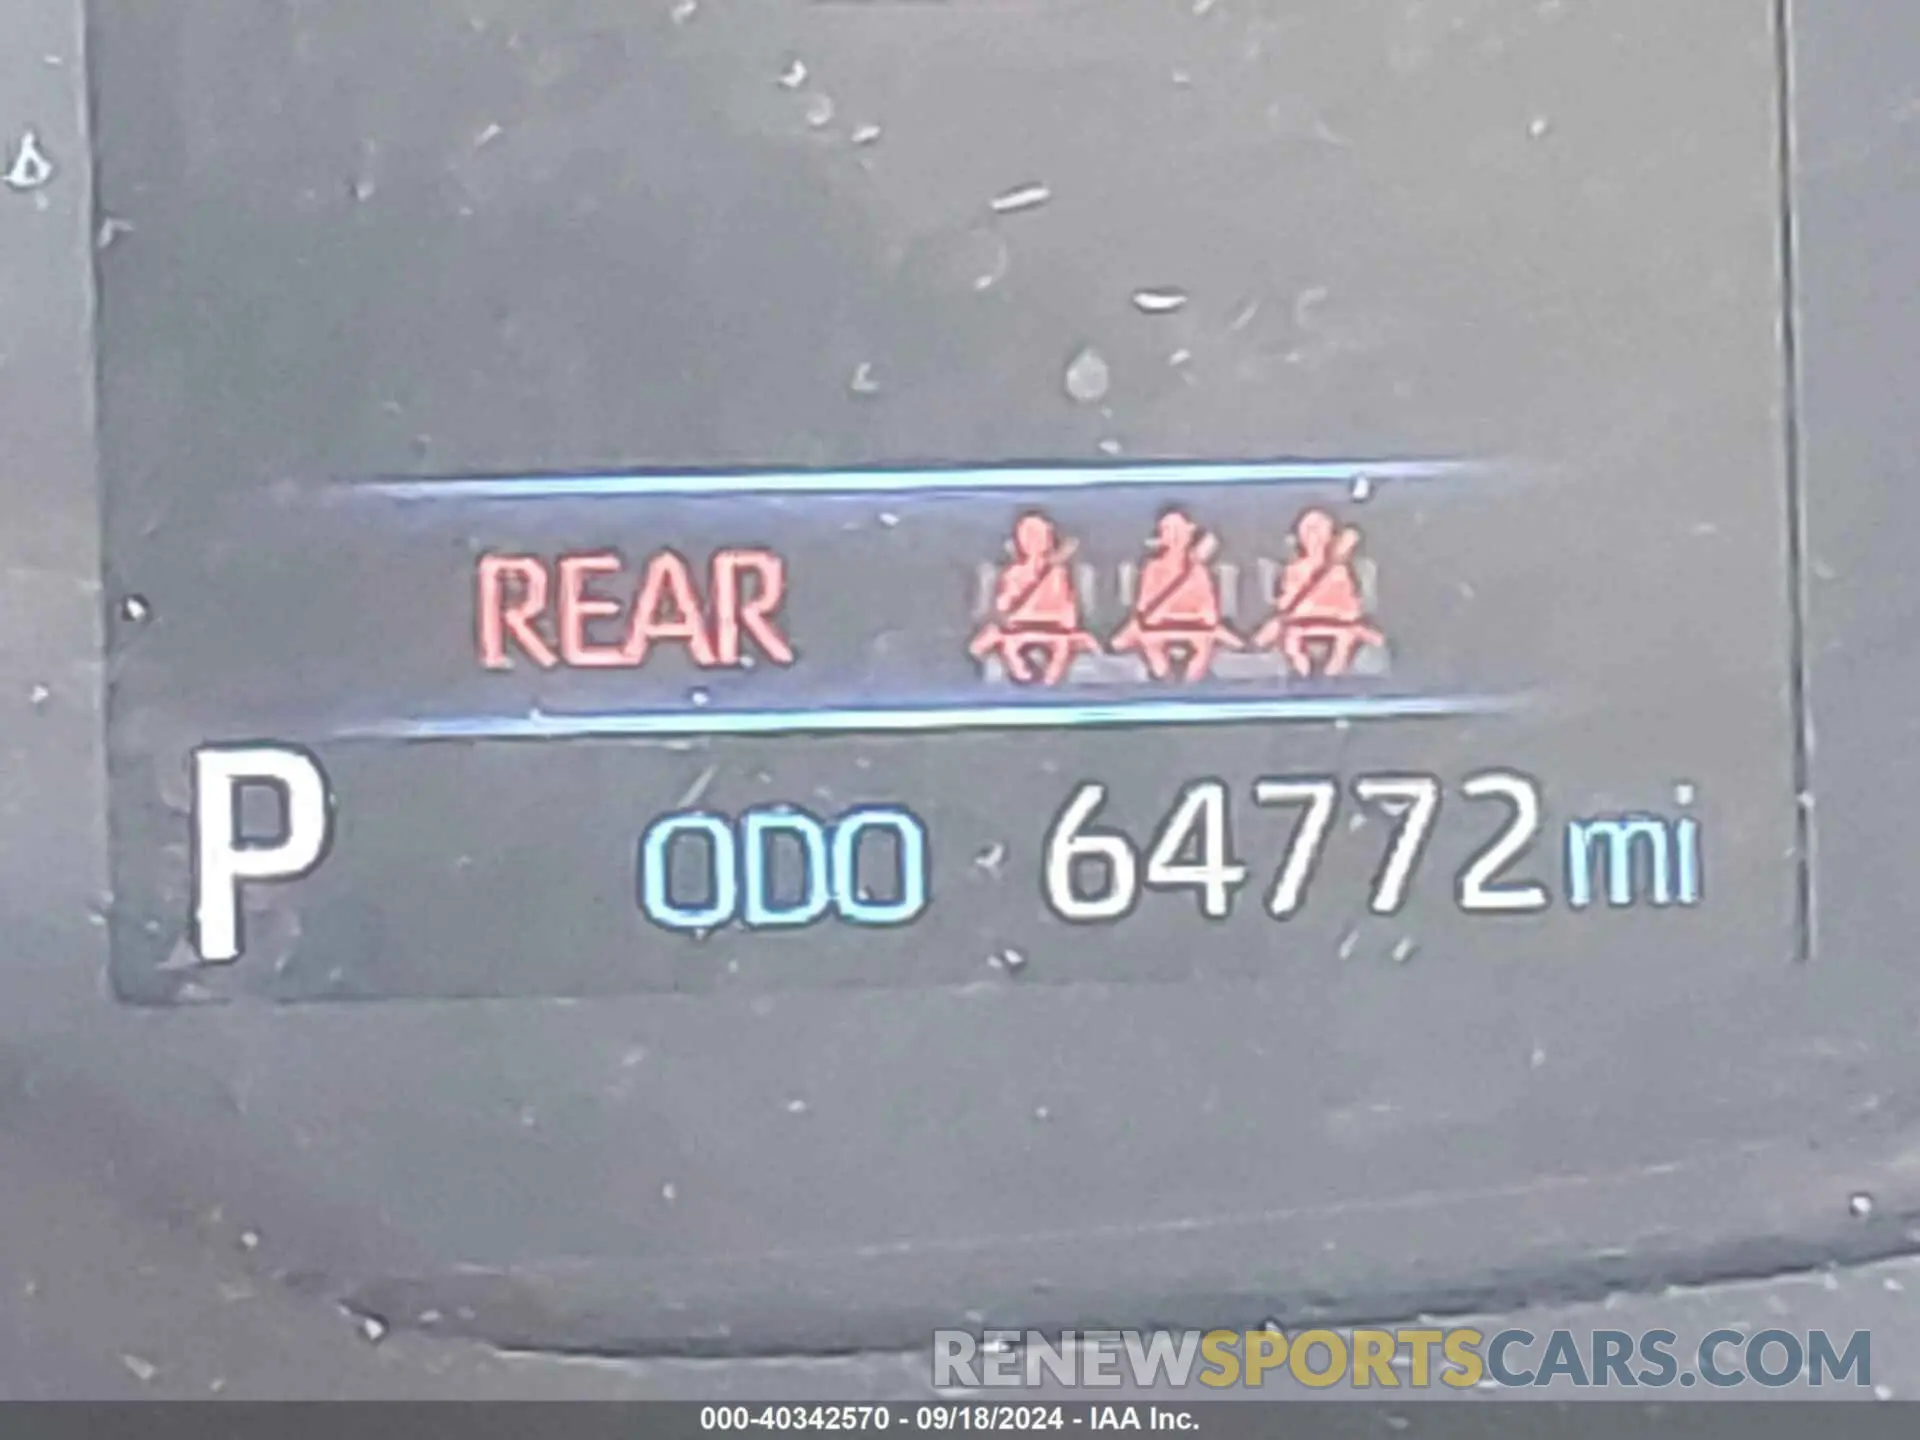 REAR
P ODO 64772mi
RENEWSPORTSCARS.COM
000-40342570 - 09/18/2024 - IAA Inc.